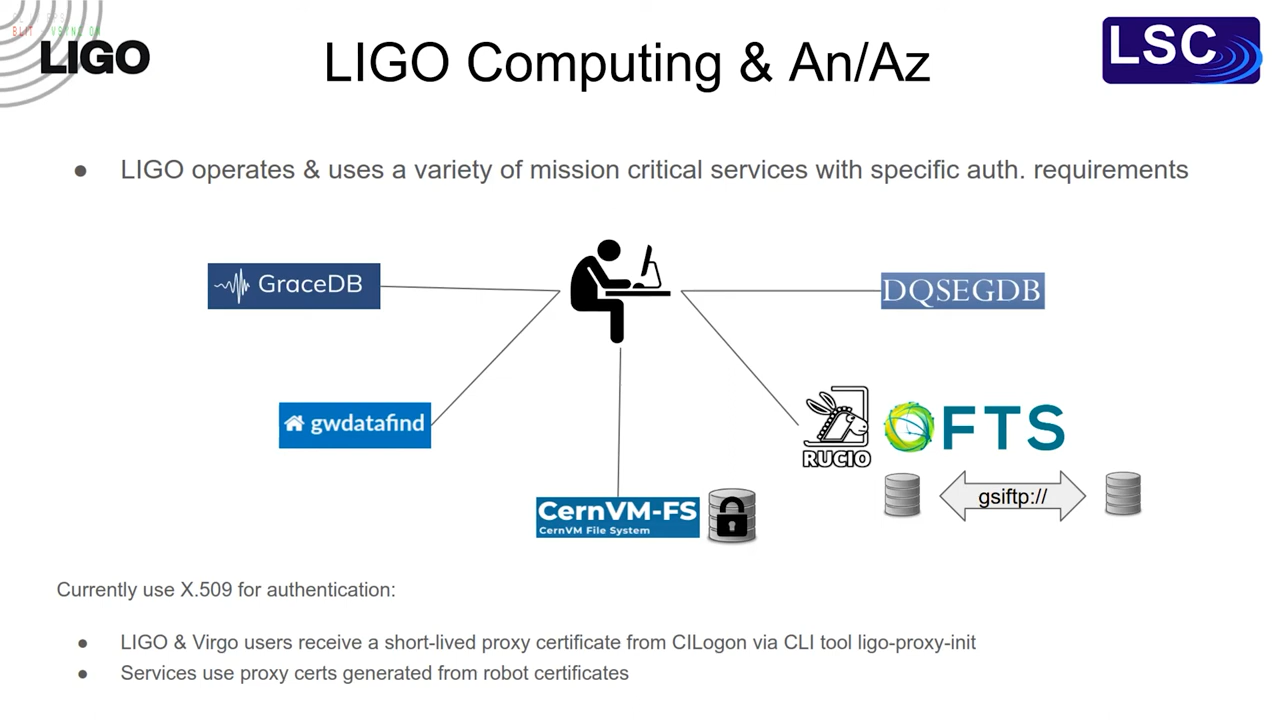 BLIT - VSYNC ON
LIGO
LIGO Computing & An/Az
LSC
● LIGO operates & uses a variety of mission critical services with specific auth. requirements
GraceDB
DQSEGDB
gwdatafind
RUCIO
FTS
gsiftp://
CernVM-FS
CernVM File System
Currently use X.509 for authentication:
● LIGO & Virgo users receive a short-lived proxy certificate from CILogon via CLI tool ligo-proxy-init
● Services use proxy certs generated from robot certificates